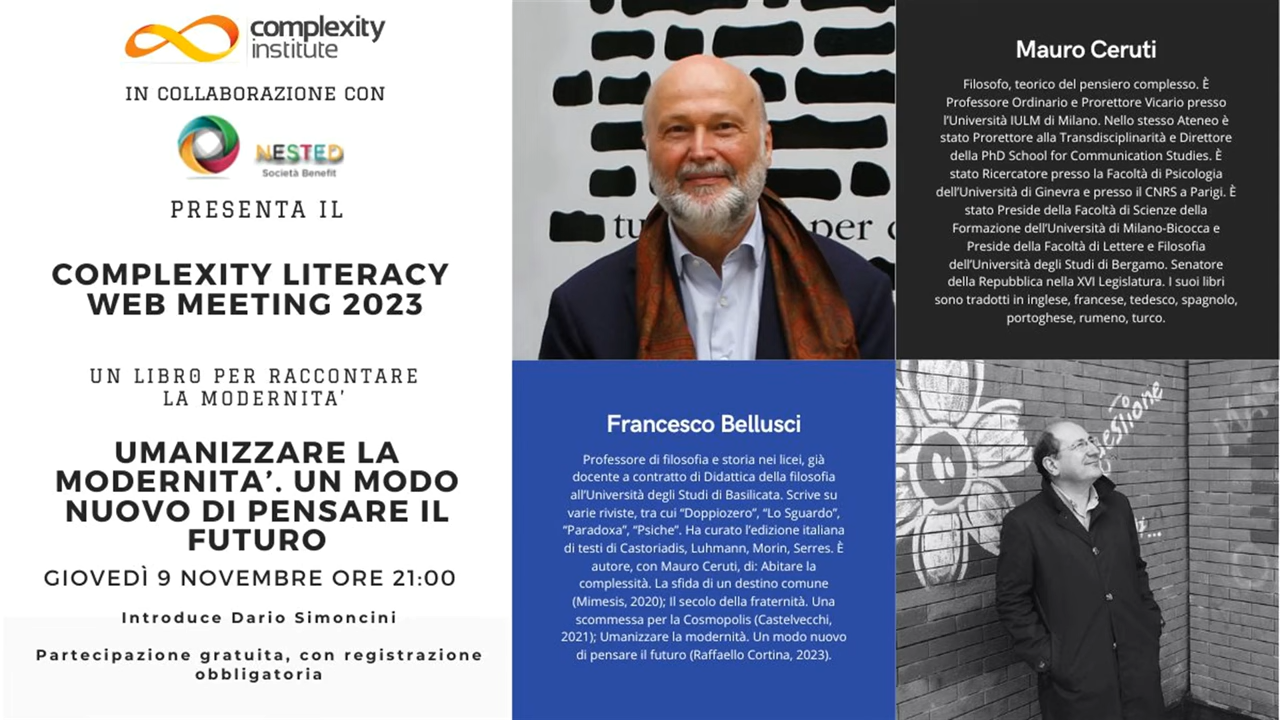 complexity
institute
IN COLLABORAZIONE CON
NESTED
Società Benefit
PRESENTA IL
COMPLEXITY LITERACY
WEB MEETING 2023
UN LIBRO PER RACCONTARE
LA MODERNITA’
UMANIZZARE LA
MODERNITA’. UN MODO
NUOVO DI PENSARE IL
FUTURO
GIOVEDÌ 9 NOVEMBRE ORE 21:00
Introduce Dario Simoncini
Partecipazione gratuita, con registrazione
obbligatoria
tu per
Mauro Ceruti
Filosofo, teorico del pensiero complesso. È
Professore Ordinario e Prorettore Vicario presso
l’Università IULM di Milano. Nello stesso Ateneo è
stato Prorettore alla Transdisciplinarità e Direttore
della PhD School for Communication Studies. È
stato Ricercatore presso la Facoltà di Psicologia
dell’Università di Ginevra e presso il CNRS a Parigi. È
stato Preside della Facoltà di Scienze della
Formazione dell’Università di Milano-Bicocca e
Preside della Facoltà di Lettere e Filosofia
dell’Università degli Studi di Bergamo. Senatore
della Repubblica nella XVI Legislatura. I suoi libri
sono tradotti in inglese, francese, tedesco, spagnolo,
portoghese, rumeno, turco.
Francesco Bellusci
Professore di filosofia e storia nei licei, già
docente a contratto di Didattica della filosofia
all’Università degli Studi di Basilicata. Scrive su
varie riviste, tra cui “Doppiozero”, “Lo Sguardo”,
“Paradoxa”, “Psiche”. Ha curato l’edizione italiana
di testi di Castoriadis, Luhmann, Morin, Serres. È
autore, con Mauro Ceruti, di: Abitare la
complessità. La sfida di un destino comune
(Mimesis, 2020); Il secolo della fraternità. Una
scommessa per la Cosmopolis (Castelvecchi,
2021); Umanizzare la modernità. Un modo nuovo
di pensare il futuro (Raffaello Cortina, 2023).